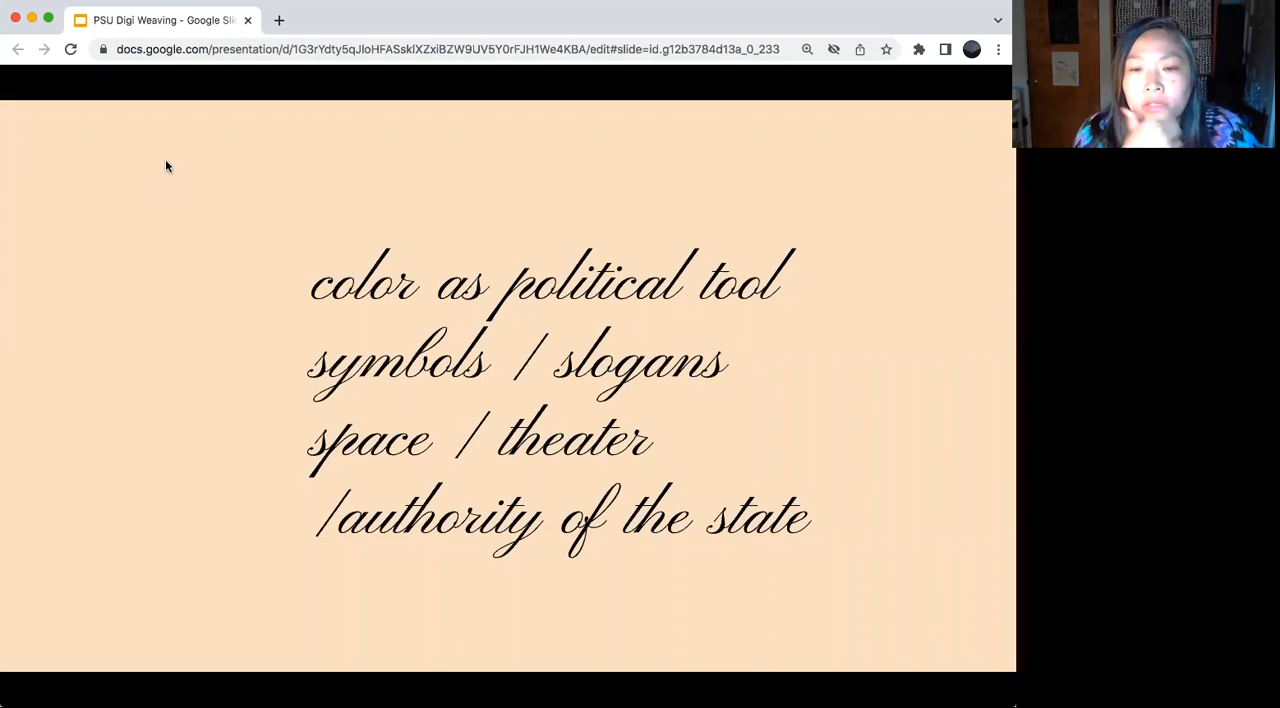 PSU Digi Weaving - Google Sli
docs.google.com/presentation/d/1G3rYdty5qJloHFASsklXZxiBZW9UV5Y0rFJH1We4KBA/edit#slide=id.g12b3784d13a_0_233
color as political tool
symbols / slogans
space / theater
/authority of the state